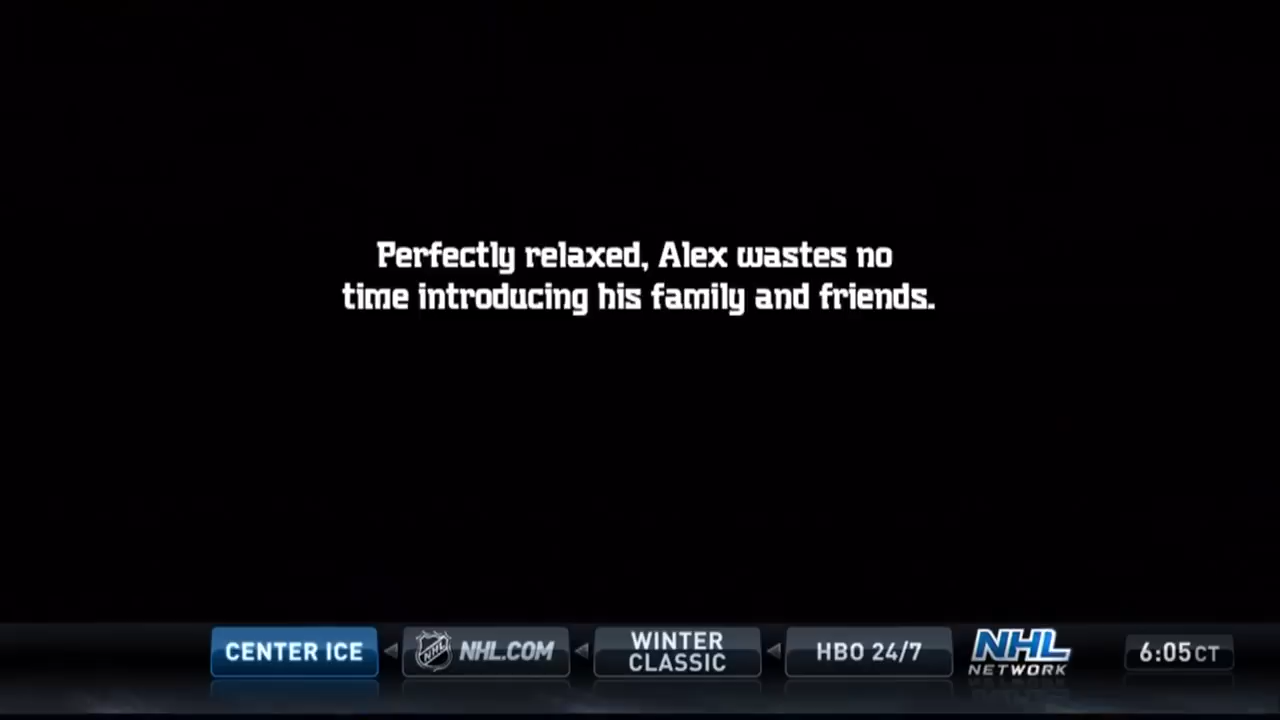 Perfectly relaxed, Alex wastes no
time introducing his family and friends.
CENTER ICE
NHL
NHL.COM
WINTER
CLASSIC
HBO 24/7
NHL
NETWORK
6:05CT